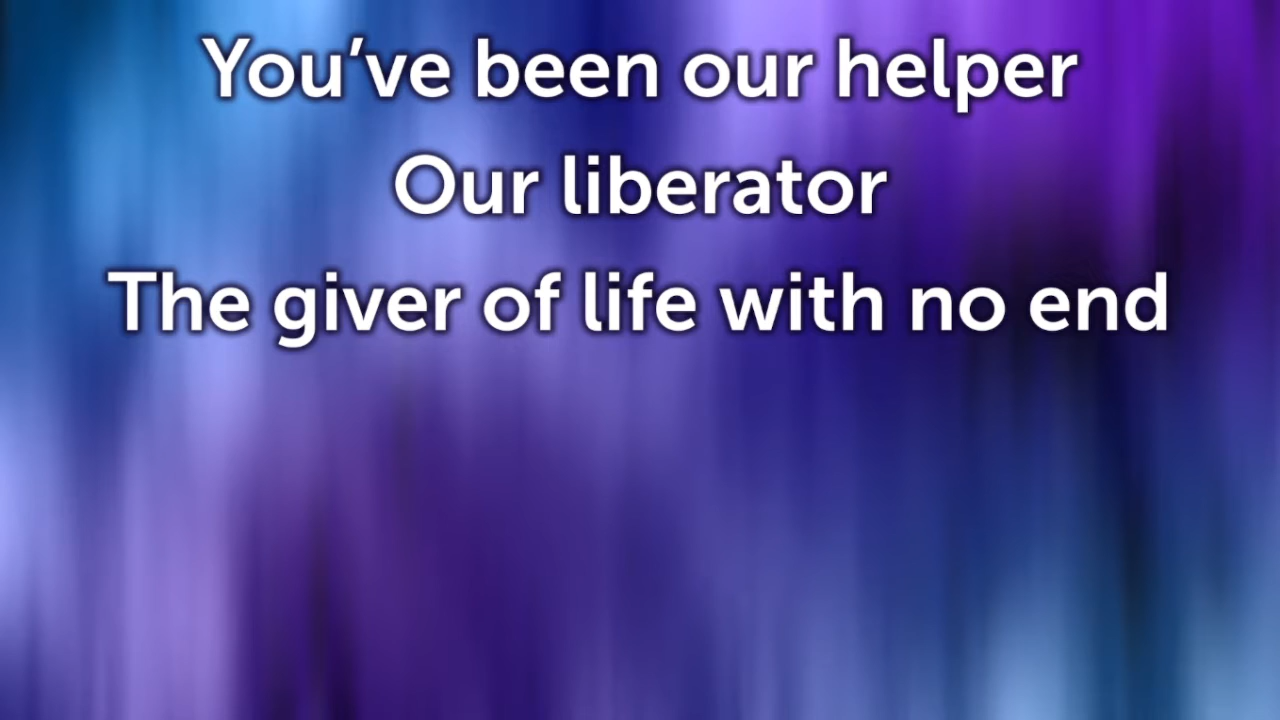 You’ve been our helper
Our liberator
The giver of life with no end